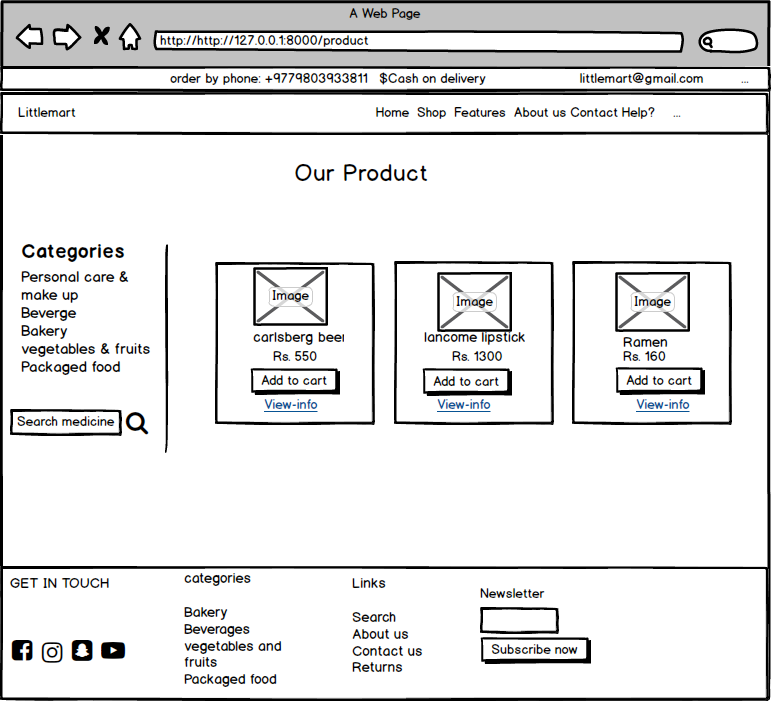 A Web Page
http://http://127.0.0.1:8000/product
order by phone: +9779803933811 $Cash on delivery littlemart@gmail.com ...
Littlemart Home Shop Features About us Contact Help? ...
Our Product
Categories
Personal care &
make up
Beverge
Bakery
vegetables & fruits
Packaged food
Search medicine
Image
carlsberg beer
Rs. 550
Add to cart
View-info
Image
lancome lipstick
Rs. 1300
Add to cart
View-info
Image
Ramen
Rs. 160
Add to cart
View-info
GET IN TOUCH
categories
Bakery
Beverages
vegetables and
fruits
Packaged food
Links
Search
About us
Contact us
Returns
Newsletter
Subscribe now